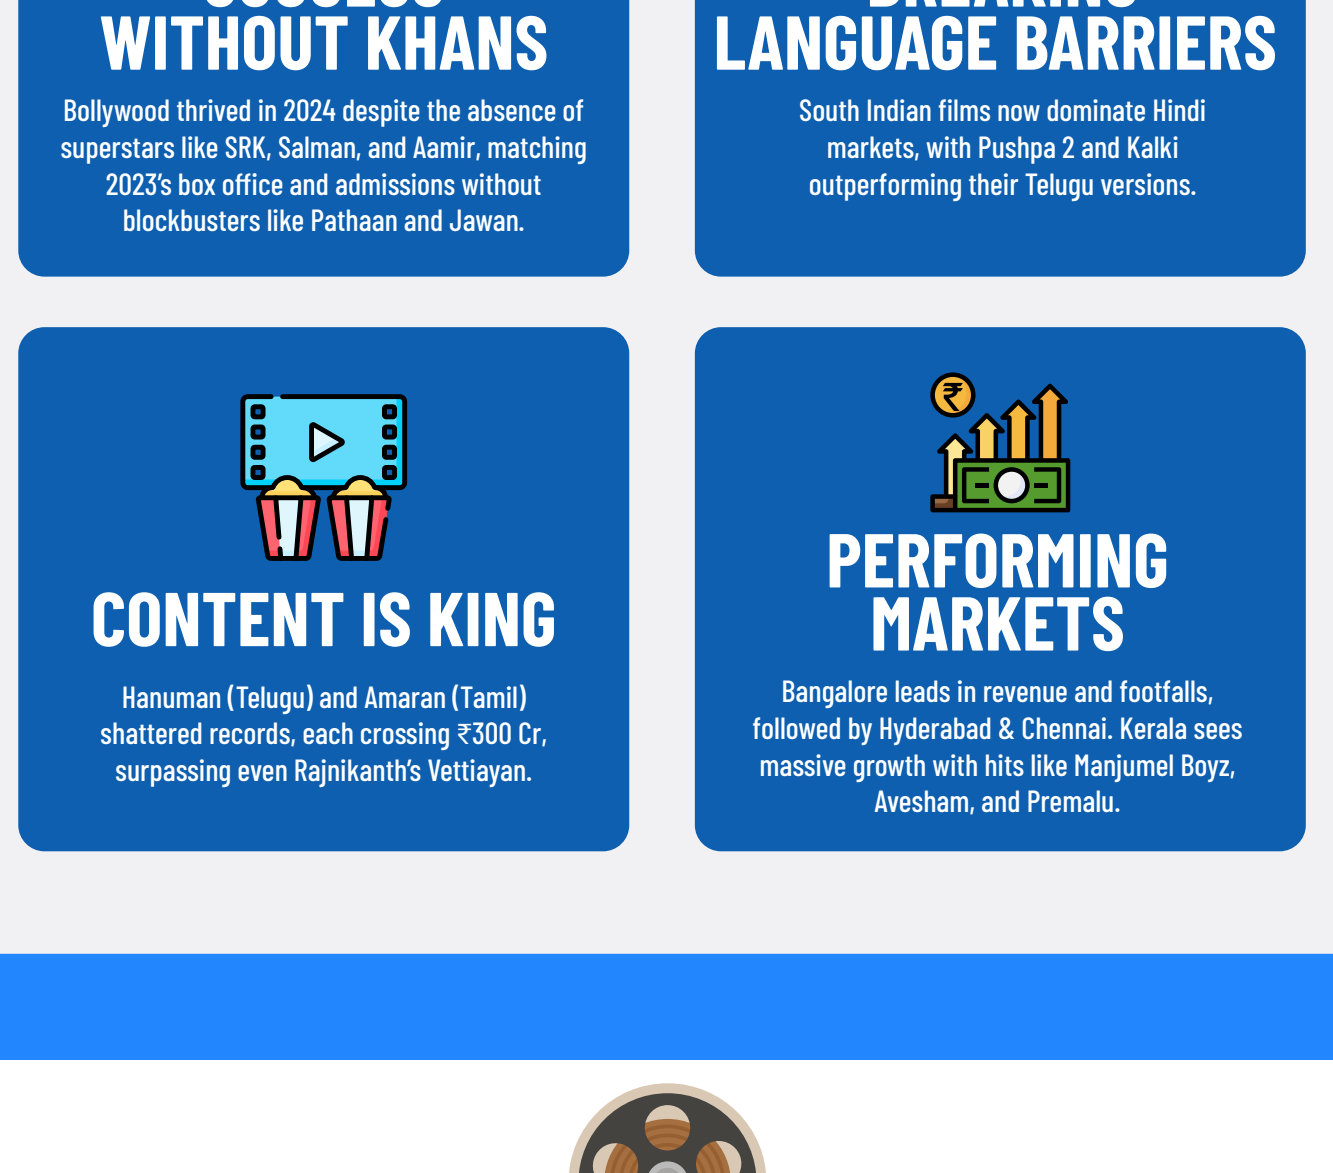 SUCCESS
WITHOUT KHANS
Bollywood thrived in 2024 despite the absence of
superstars like SRK, Salman, and Aamir, matching
2023’s box office and admissions without
blockbusters like Pathaan and Jawan.
BREAKING
LANGUAGE BARRIERS
South Indian films now dominate Hindi
markets, with Pushpa 2 and Kalki
outperforming their Telugu versions.
CONTENT IS KING
Hanuman (Telugu) and Amaran (Tamil)
shattered records, each crossing ₹300 Cr,
surpassing even Rajnikanth’s Vettiayan.
₹
PERFORMING
MARKETS
Bangalore leads in revenue and footfalls,
followed by Hyderabad & Chennai. Kerala sees
massive growth with hits like Manjumel Boyz,
Avesham, and Premalu.